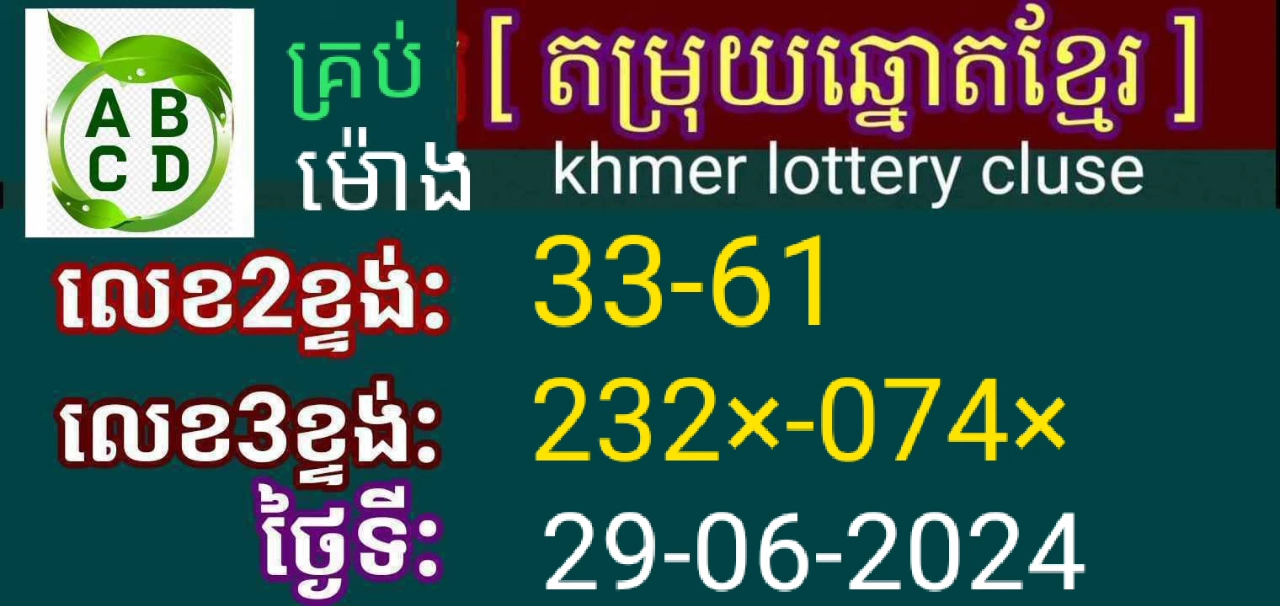 A B
C D
គ្រប់
ម៉ោង
[ តម្រុយឆ្នោតខ្មែរ ]
khmer lottery cluse
លេខ2ខ្ទង់: 33-61
លេខ3ខ្ទង់: 232×-074×
ថ្ងៃទី: 29-06-2024